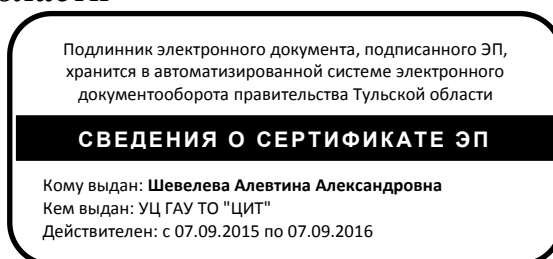 Подлинник электронного документа, подписанного ЭП,
хранится в автоматизированной системе электронного
документооборота правительства Тульской области
СВЕДЕНИЯ О СЕРТИФИКАТЕ ЭП
Кому выдан: Шевелева Алевтина Александровна
Кем выдан: УЦ ГАУ ТО "ЦИТ"
Действителен: с 07.09.2015 по 07.09.2016